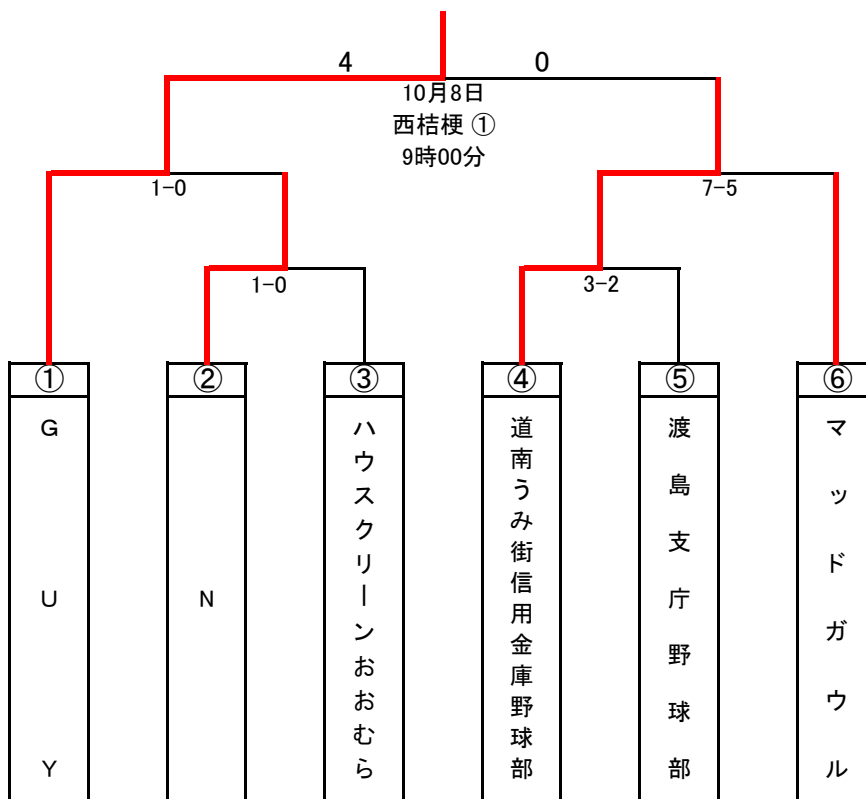 4 0
10月8日
西桔梗 ①
9時00分
1-0 7-5
1-0 3-2
① ② ③ ④ ⑤ ⑥
GUY
N
ハウスクリーンおおむら
道南うみ街信用金庫野球部
渡島支庁野球部
マッドガウル